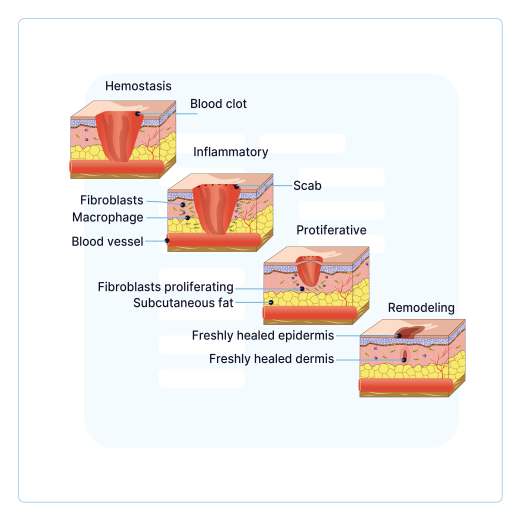 Hemostasis
Blood clot
Inflammatory
Scab
Fibroblasts
Macrophage
Blood vessel
Protiferative
Fibroblasts proliferating
Subcutaneous fat
Remodeling
Freshly healed epidermis
Freshly healed dermis